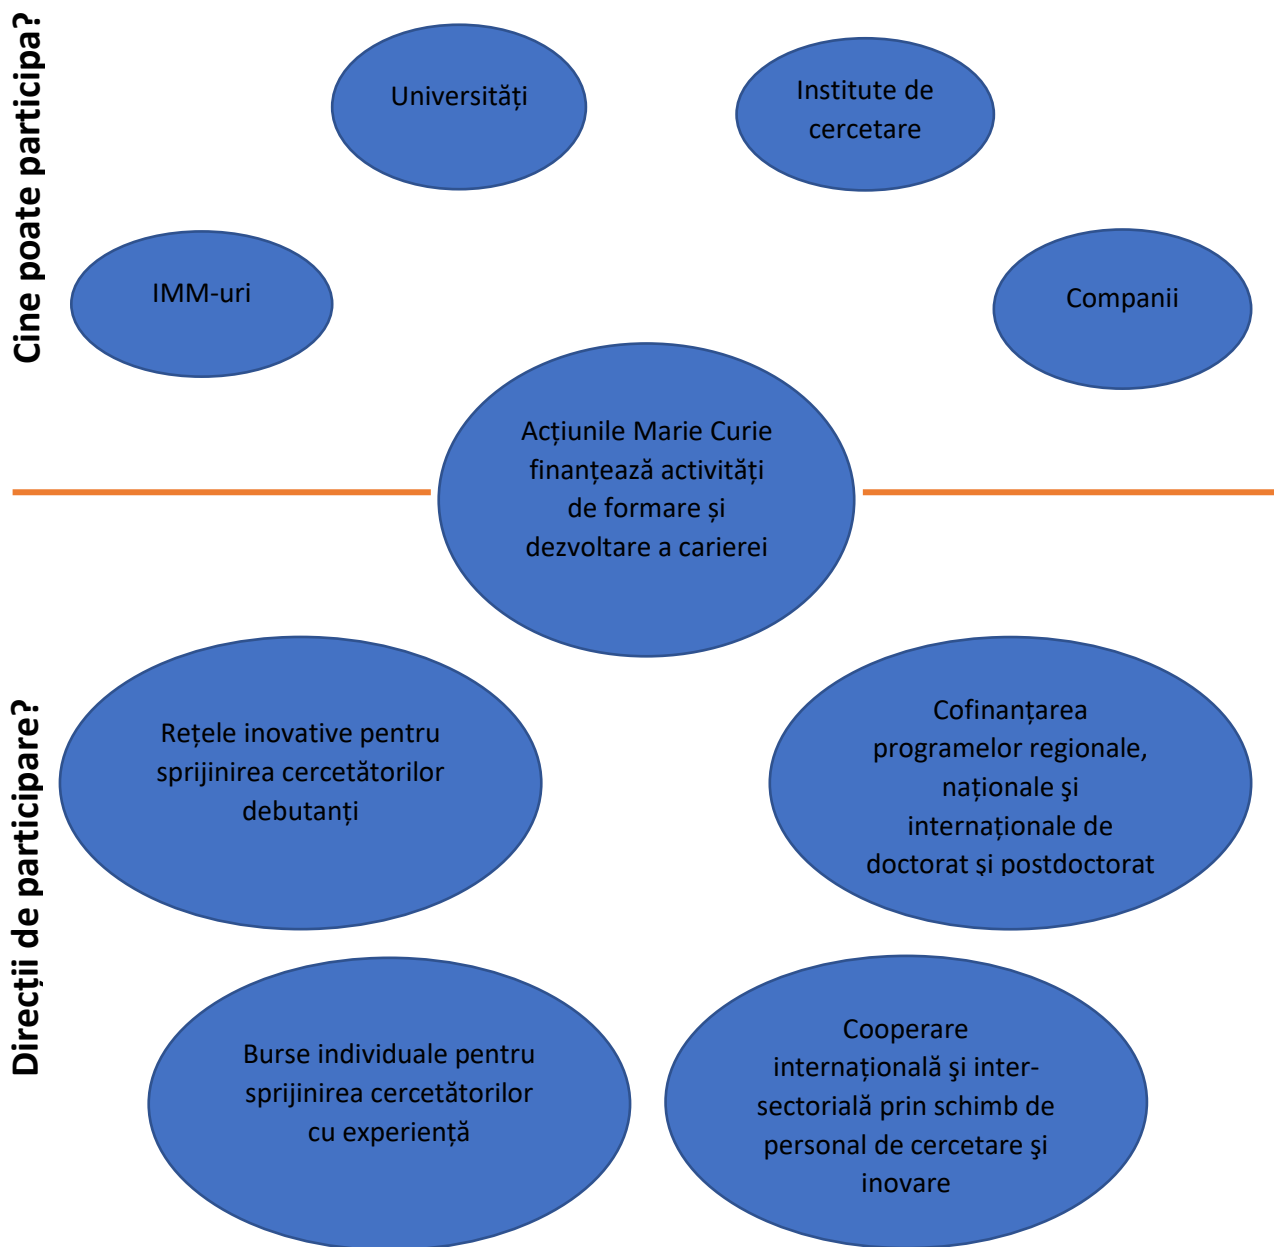 Cine poate participa?
Universități
Institute de
cercetare
IMM-uri
Companii
Acțiunile Marie Curie
finanțează activități
de formare și
dezvoltare a carierei
Direcții de participare?
Rețele inovative pentru
sprijinirea cercetătorilor
debutanți
Cofinanțarea
programelor regionale,
naționale şi
internaționale de
doctorat şi postdoctorat
Burse individuale pentru
sprijinirea cercetătorilor
cu experiență
Cooperare
internațională şi inter-
sectorială prin schimb de
personal de cercetare şi
inovare